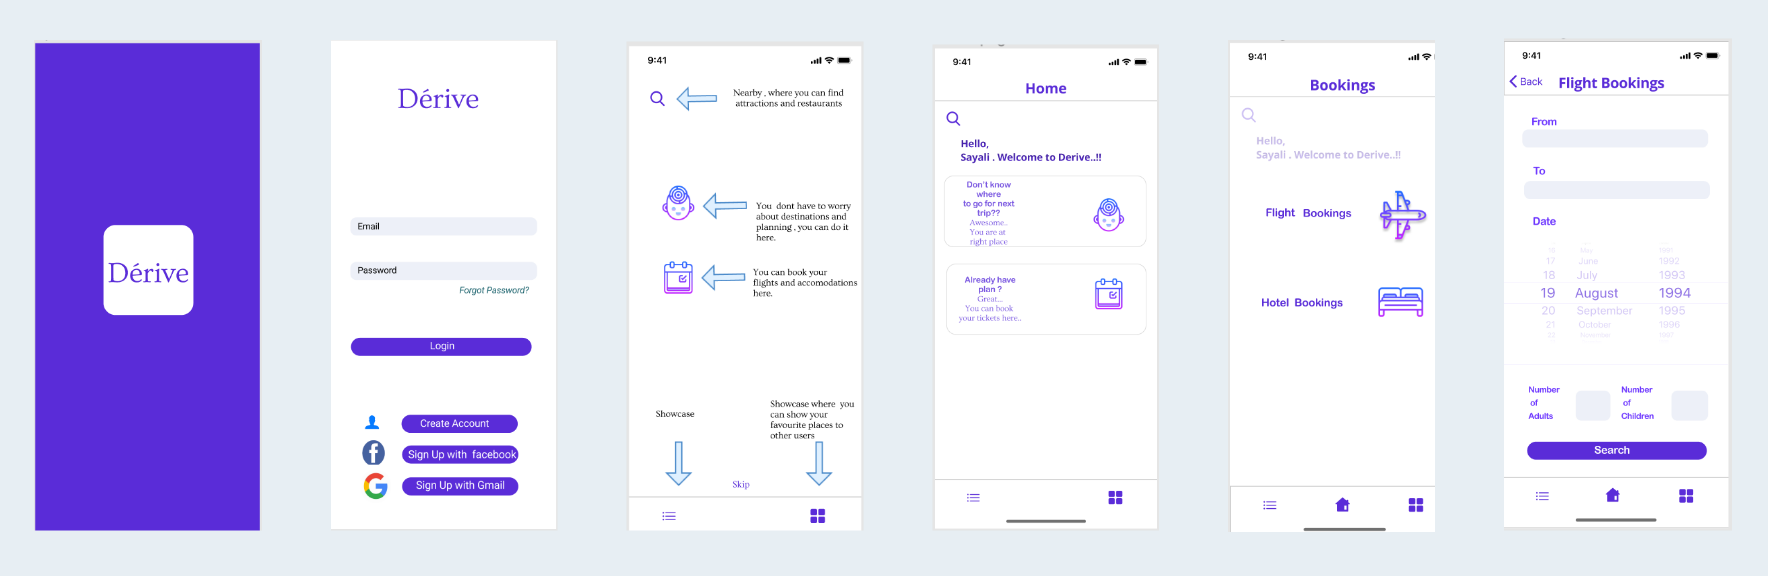 Dérive
Dérive
Email
Password
Forgot Password?
Login
Create Account
Sign Up with facebook
Sign Up with Gmail
9:41
Nearby , where you can find
attractions and restaurants
You dont have to worry
about destinations and
planning , you can do it
here.
You can book your
flights and accomodations
here.
Showcase
Showcase where you
can show your
favourite places to
other users
Skip
9:41
Home
Hello,
Sayali . Welcome to Derive..!!
Don't know
where
to go for next
trip??
Awesome..
You are at
right place
Already have
plan ?
Great...
You can book
your tickets here..
9:41
Bookings
Hello,
Sayali . Welcome to Derive..!!
Flight Bookings
Hotel Bookings
9:41
Back Flight Bookings
From
To
Date
May 1991
17 June 1992
18 July 1993
19 August 1994
20 September 1995
21 October 1996
22 November 1997
Number
of
Adults
Number
of
Children
Search